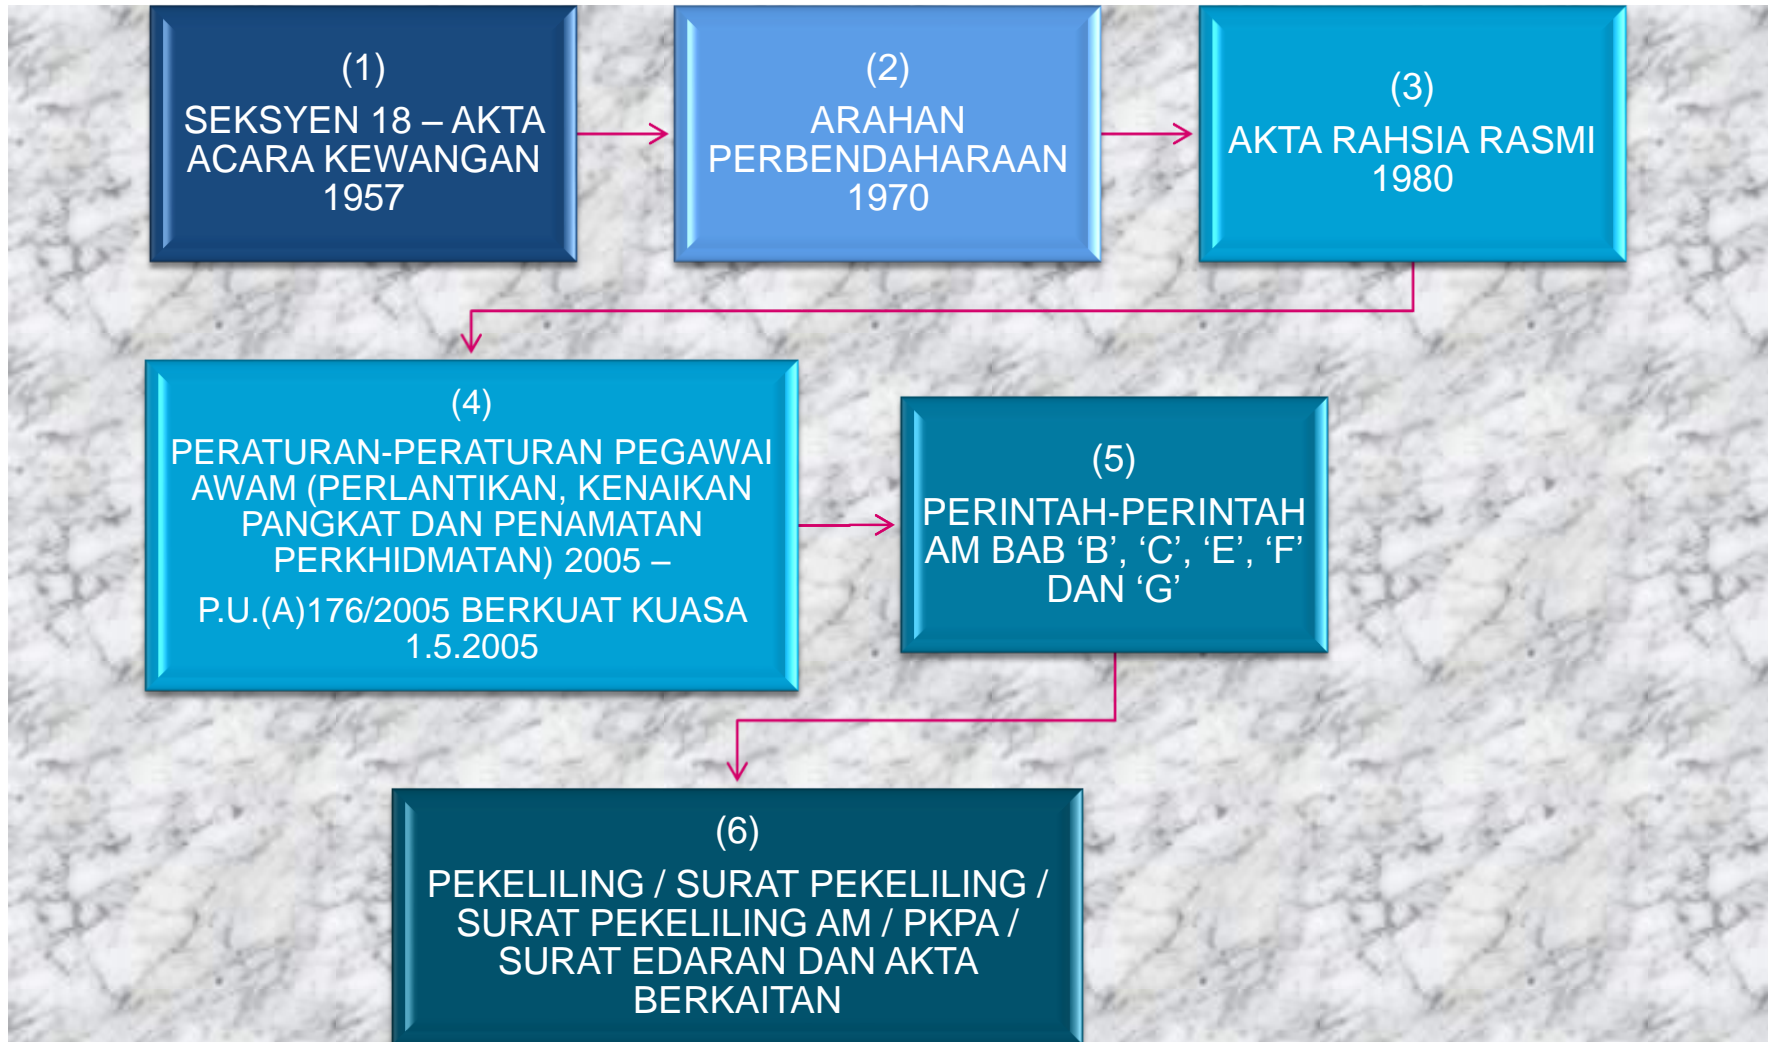 (1)
SEKSYEN 18 – AKTA
ACARA KEWANGAN
1957
(2)
ARAHAN
PERBENDAHARAAN
1970
(3)
AKTA RAHSIA RASMI
1980
(4)
PERATURAN-PERATURAN PEGAWAI
AWAM (PERLANTIKAN, KENAIKAN
PANGKAT DAN PENAMATAN
PERKHIDMATAN) 2005 –
P.U.(A)176/2005 BERKUAT KUASA
1.5.2005
(5)
PERINTAH-PERINTAH
AM BAB ‘B’, ‘C’, ‘E’, ‘F’
DAN ‘G’
(6)
PEKELILING / SURAT PEKELILING /
SURAT PEKELILING AM / PKPA /
SURAT EDARAN DAN AKTA
BERKAITAN